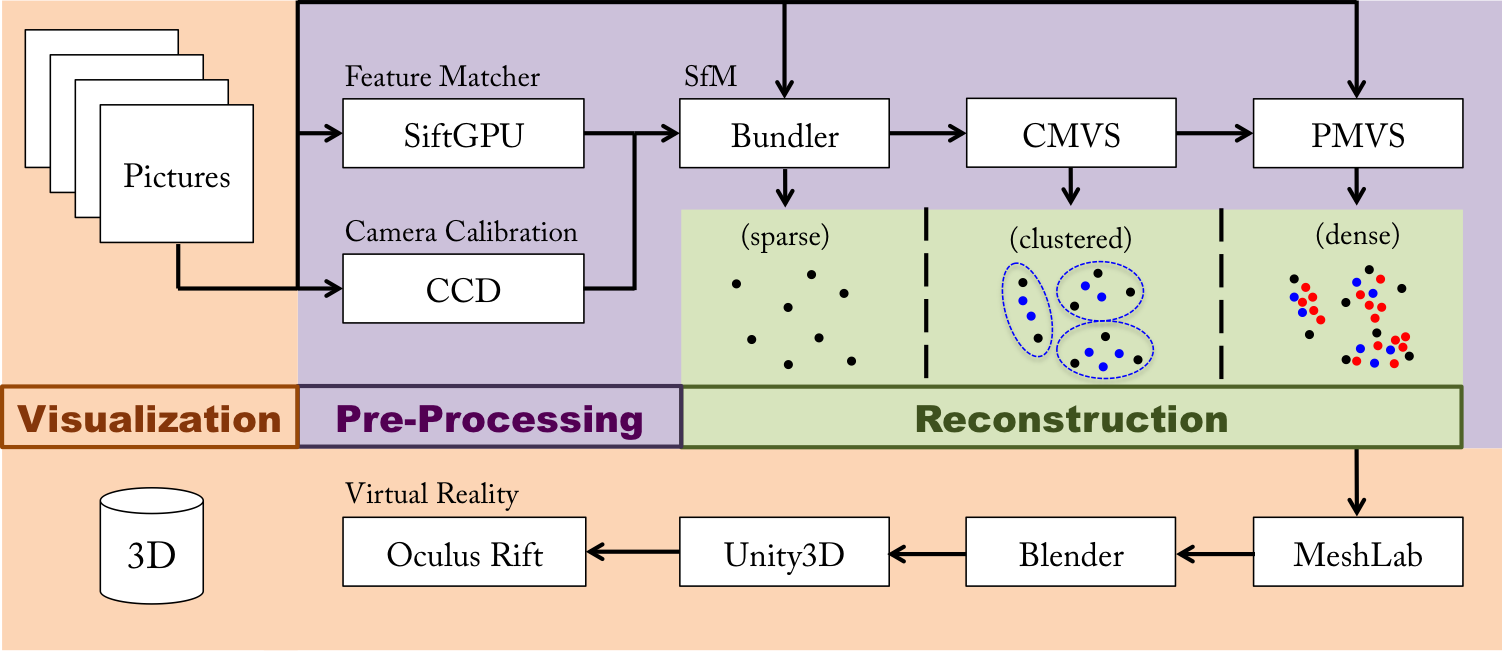 Feature Matcher
SfM
SiftGPU
Bundler
CMVS
PMVS
Pictures
Camera Calibration
CCD
(sparse)
(clustered)
(dense)
Visualization
Pre-Processing
Reconstruction
Virtual Reality
3D
Oculus Rift
Unity3D
Blender
MeshLab